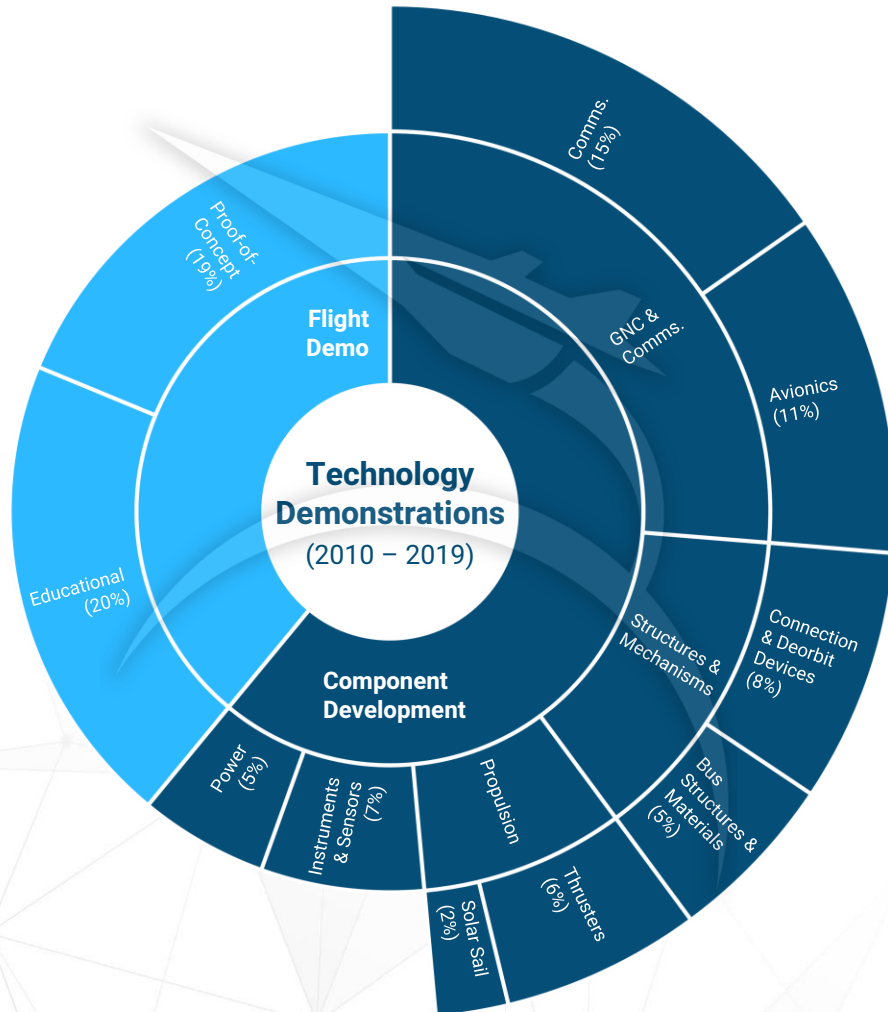 Technology
Demonstrations
(2010 – 2019)
Flight
Demo
Proof-of-
Concept
(19%)
Educational
(20%)
Component
Development
GNC &
Comms.
Comms.
(15%)
Avionics
(11%)
Structures &
Mechanisms
Connection
& Deorbit
Devices
(8%)
Bus
Structures &
Materials
(5%)
Propulsion
Thrusters
(6%)
Solar Sail
(2%)
Instruments
& Sensors
(7%)
Power
(5%)